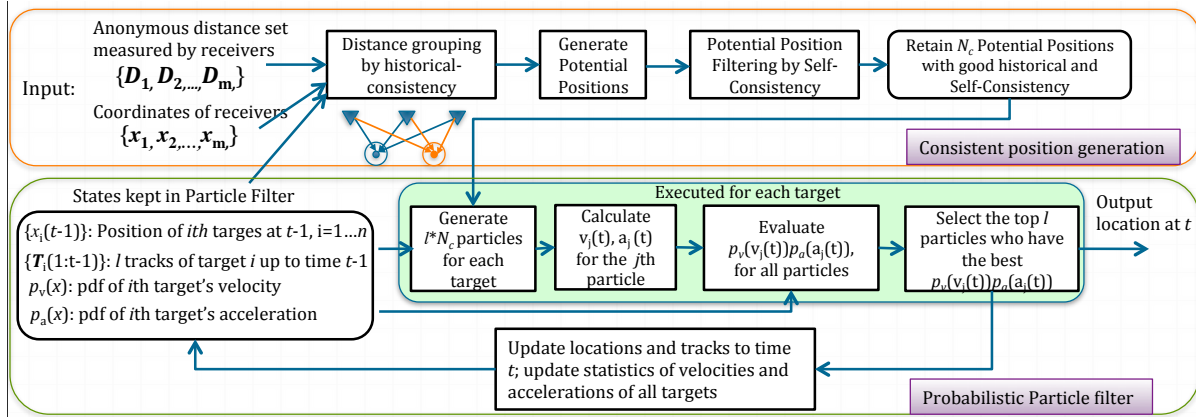 Anonymous distance set
measured by receivers
{D1, D2,..., Dm,}
Input:
Coordinates of receivers
{x1, x2,..., xm,}
Distance grouping
by historical-
consistency
Generate
Potential
Positions
Potential Position
Filtering by Self-
Consistency
Retain Nc Potential Positions
with good historical and
Self-Consistency
Consistent position generation
States kept in Particle Filter
{xi(t-1)}: Position of ith targes at t-1, i=1...n
{Ti(1:t-1)}: l tracks of target i up to time t-1
pv(x): pdf of ith target's velocity
pa(x): pdf of ith target's acceleration
Executed for each target
Generate
l*Nc particles
for each
target
Calculate
vj(t), aj (t)
for the jth
particle
Evaluate
pv(vj(t))pa(aj(t)),
for all particles
Select the top l
particles who have
the best
pv(vj(t))pa(aj(t))
Output
location at t
Update locations and tracks to time
t; update statistics of velocities and
accelerations of all targets
Probabilistic Particle filter